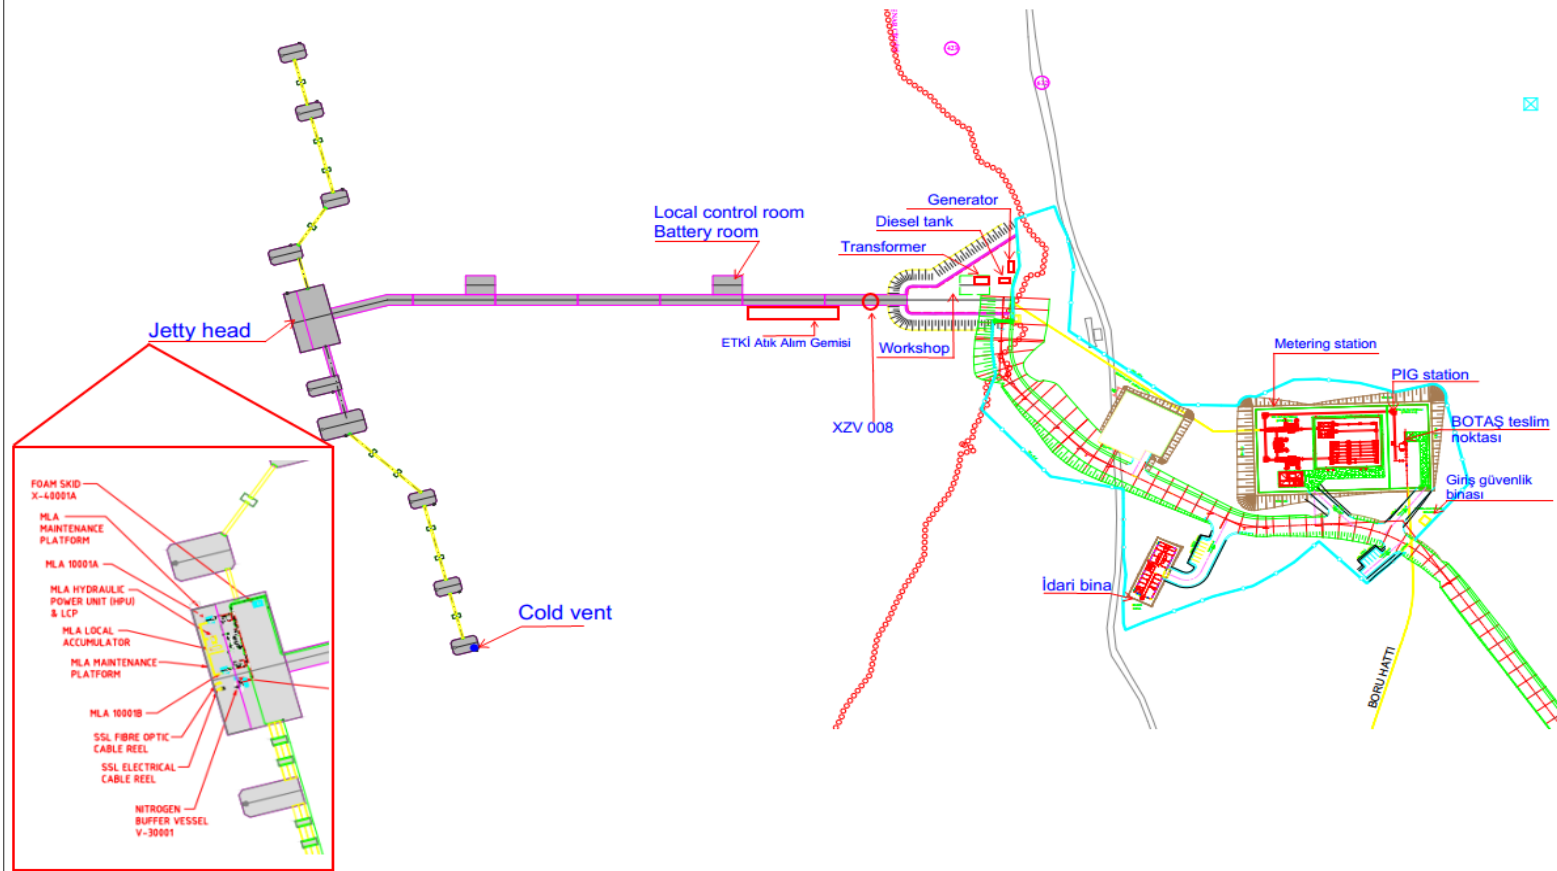 Local control room
Battery room
Generator
Diesel tank
Transformer
Jetty head
ETKİ Atık Alım Gemisi
Workshop
XZV 008
Metering station
PIG station
BOTAŞ teslim
noktası
Giriş güvenlik
binası
İdari bina
Cold vent
BORU HATTI
FOAM SKID
X-40001A
MLA
MAINTENANCE
PLATFORM
MLA 10001A
MLA HYDRAULIC
POWER UNIT (HPU)
& LCP
MLA LOCAL
ACCUMULATOR
MLA MAINTENANCE
PLATFORM
MLA 10001B
SSL FIBRE OPTIC
CABLE REEL
SSL ELECTRICAL
CABLE REEL
NITROGEN
BUFFER VESSEL
V-30001